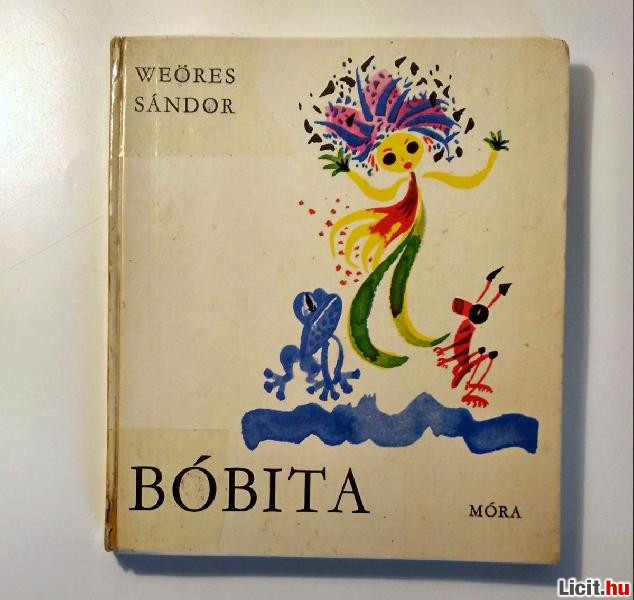 WEÖRES
SÁNDOR
BÓBITA
MÓRA
Licit.hu